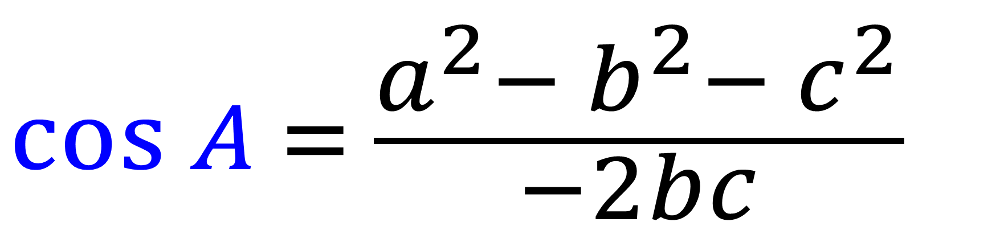 cos A = a² − b² − c² / −2bc